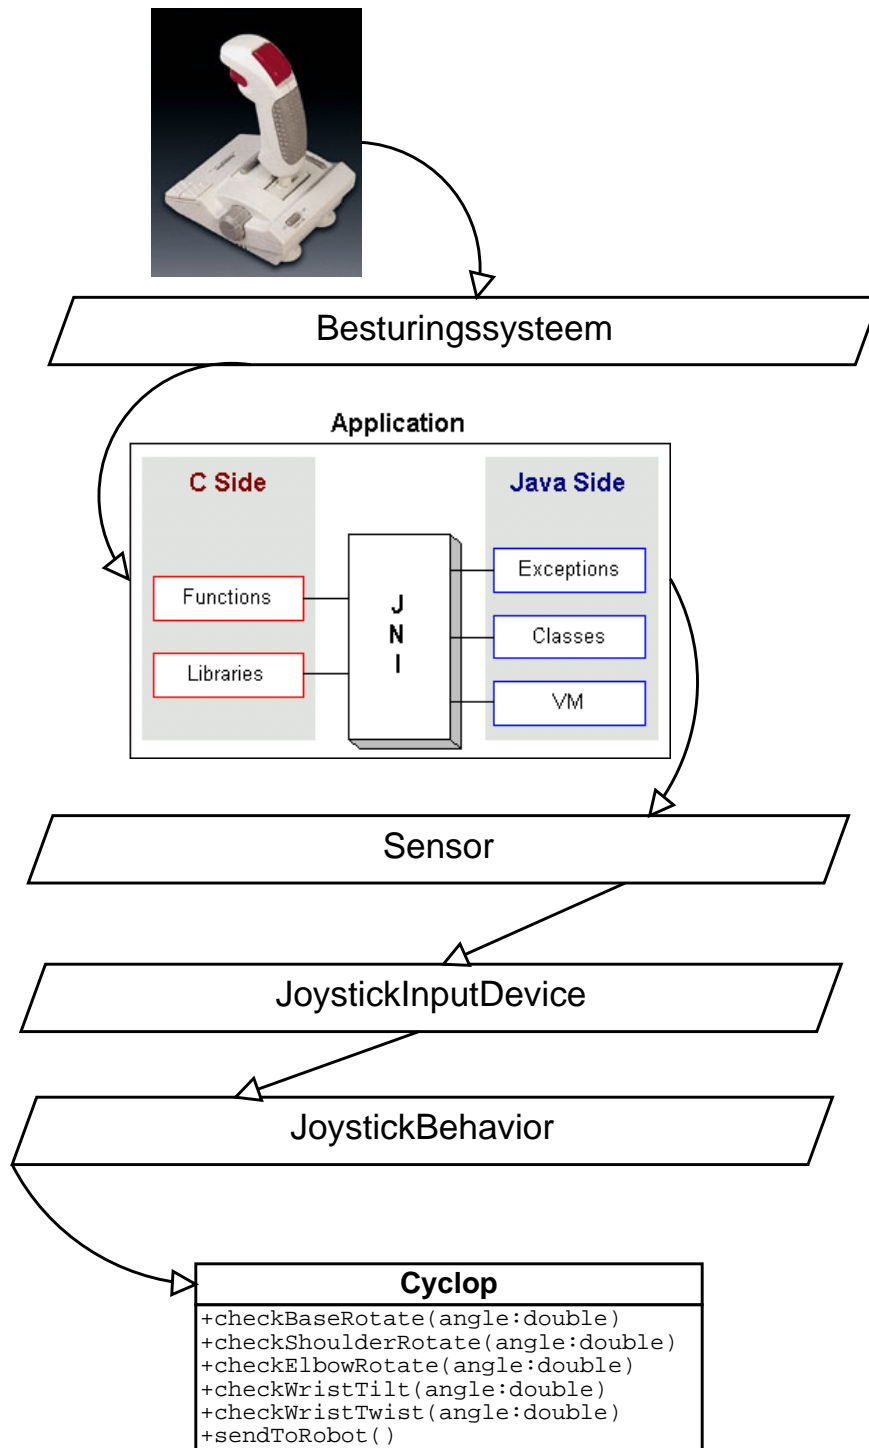 Besturingssysteem
Application
C Side
Java Side
Functions
Libraries
J
N
I
Exceptions
Classes
VM
Sensor
JoystickInputDevice
JoystickBehavior
Cyclop
+checkBaseRotate(angle:double)
+checkShoulderRotate(angle:double)
+checkElbowRotate(angle:double)
+checkWristTilt(angle:double)
+checkWristTwist(angle:double)
+sendToRobot()